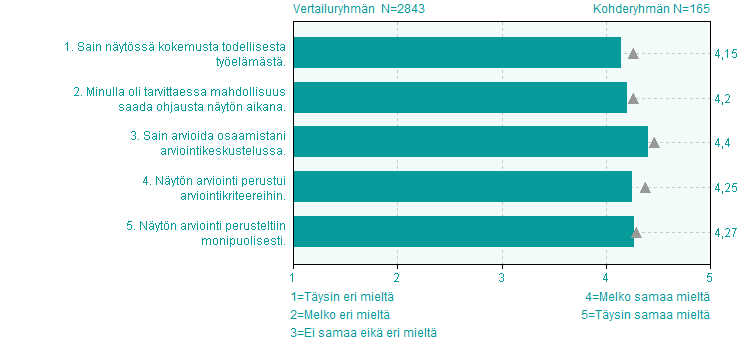 Vertailuryhmän N=2843 Kohderyhmän N=165
1. Sain näytössä kokemusta todellisesta
työelämästä.
4,15
2. Minulla oli tarvittaessa mahdollisuus
saada ohjausta näytön aikana.
4,2
3. Sain arvioida osaamistani
arviointikeskustelussa.
4,4
4. Näytön arviointi perustui
arviointikriteereihin.
4,25
5. Näytön arviointi perusteltiin
monipuolisesti.
4,27
1 2 3 4 5
1=Täysin eri mieltä 4=Melko samaa mieltä
2=Melko eri mieltä 5=Täysin samaa mieltä
3=Ei samaa eikä eri mieltä